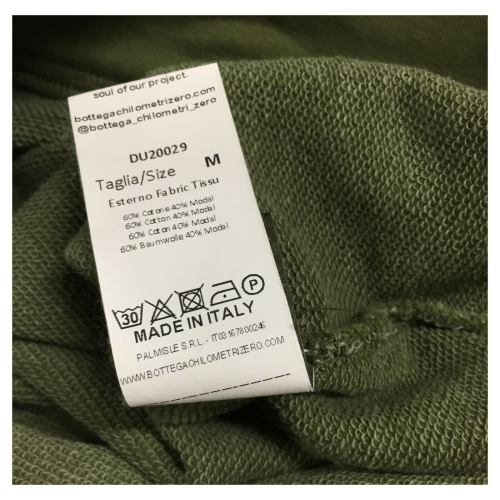 soul of our project.
bottegachilometrizero.com
@bottega_chilometri_zero
DU20029
Taglia/Size M
Esterno Fabric Tissu
60% Cotone 40% Modal
60% Cotton 40% Modal
60% Coton 40% Modal
60% Baumwolle 40% Modal
30 P
MADE IN ITALY
PALMISLE S.R.L. - IT03167800246
WWW.BOTTEGACHILOMETRIZERO.COM